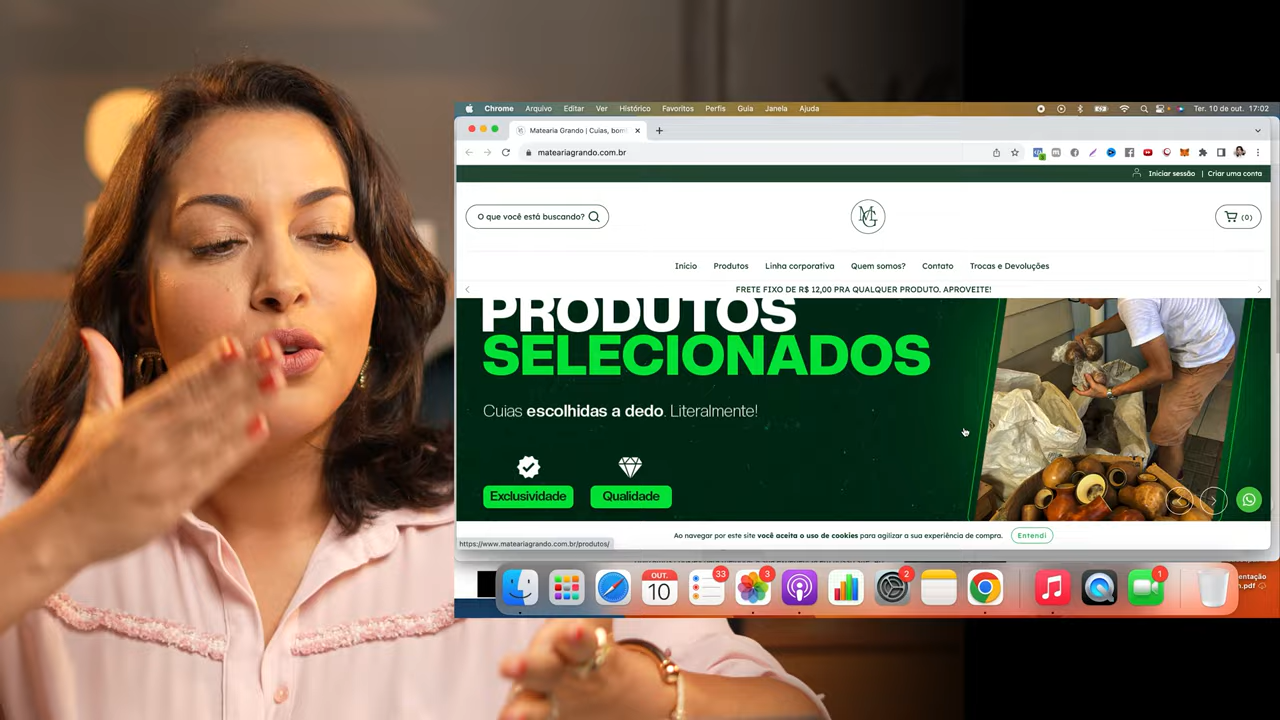 Chrome Arquivo Editar Ver Histórico Favoritos Perfis Guia Janela Ajuda
Ter. 10 de out. 17:02
Matearia Grando | Cuias, bom
mateariagrando.com.br
Iniciar sessão | Criar uma conta
O que você está buscando?
MG
(0)
Início Produtos Linha corporativa Quem somos? Contato Trocas e Devoluções
FRETE FIXO DE R$ 12,00 PRA QUALQUER PRODUTO. APROVEITE!
PRODUTOS
SELECIONADOS
Cuias escolhidas a dedo. Literalmente!
Exclusividade Qualidade
Ao navegar por este site você aceita o uso de cookies para agilizar a sua experiência de compra.
Entendi
https://www.mateariagrando.com.br/produtos/
OUT.
10
33
3
2
1